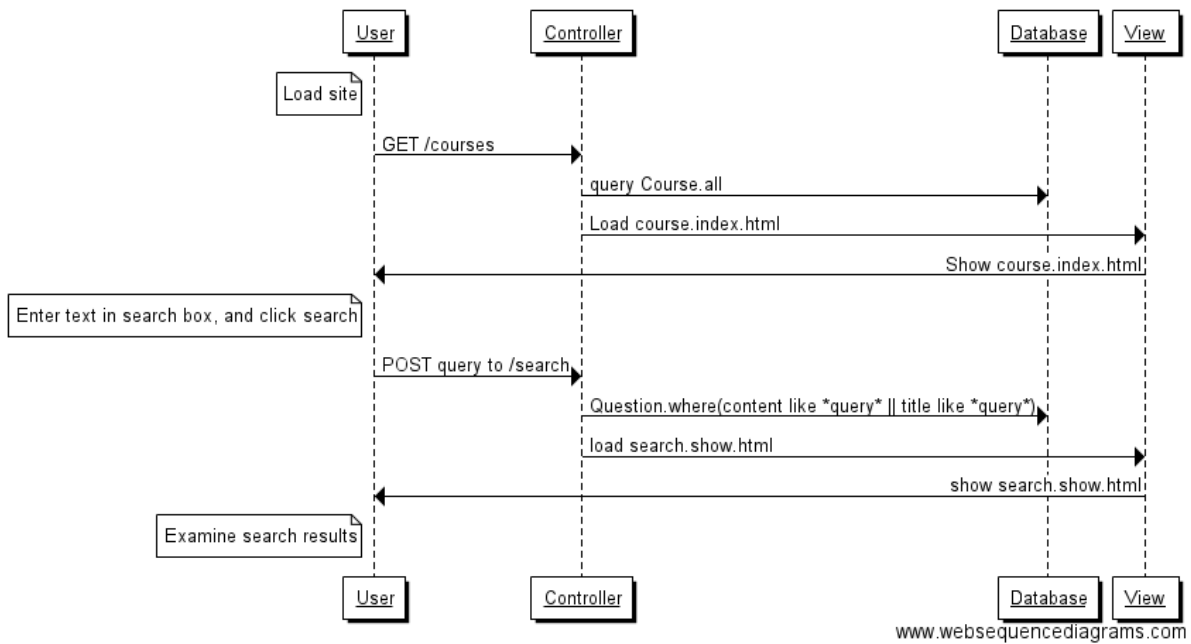 User
Controller
Database
View
Load site
GET /courses
query Course.all
Load course.index.html
Show course.index.html
Enter text in search box, and click search
POST query to /search
Question.where(content like *query* || title like *query*)
load search.show.html
show search.show.html
Examine search results
User
Controller
Database
View
www.websequencediagrams.com